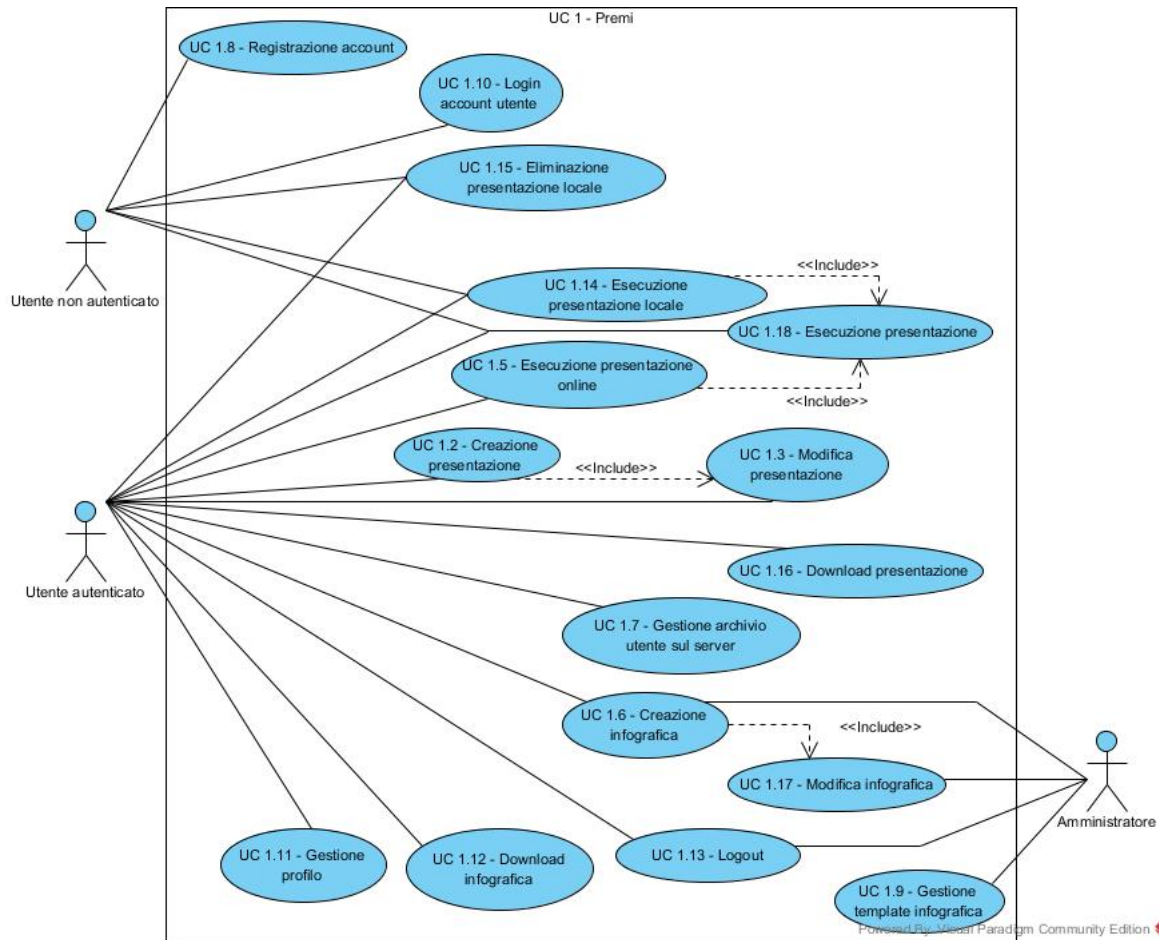 UC 1 - Premi
UC 1.8 - Registrazione account
UC 1.10 - Login
account utente
UC 1.15 - Eliminazione
presentazione locale
Utente non autenticato
<<Include>>
UC 1.14 - Esecuzione
presentazione locale
UC 1.18 - Esecuzione presentazione
UC 1.5 - Esecuzione presentazione
online
<<Include>>
UC 1.2 - Creazione
presentazione
<<Include>>
UC 1.3 - Modifica
presentazione
Utente autenticato
UC 1.16 - Download presentazione
UC 1.7 - Gestione archivio
utente sul server
UC 1.6 - Creazione
infografica
<<Include>>
UC 1.17 - Modifica infografica
Amministratore
UC 1.11 - Gestione
profilo
UC 1.12 - Download
infografica
UC 1.13 - Logout
UC 1.9 - Gestione
template infografica
Powered By Visual Paradigm Community Edition